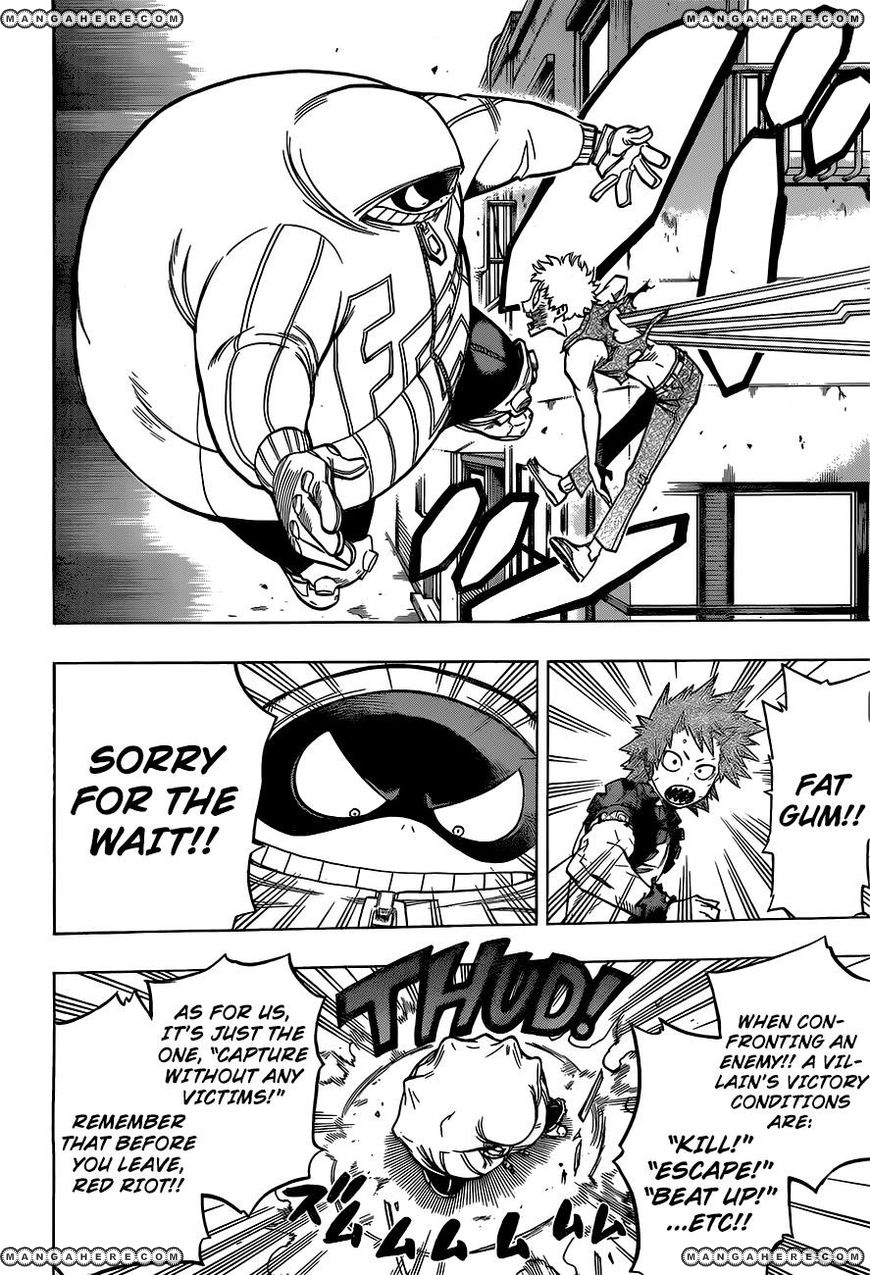 MANGAHERE.COM
MANGAHERE.COM
FAT
FAT
GUM!!
SORRY
FOR THE
WAIT!!
THUD!
WHEN CON-
FRONTING AN
ENEMY!! A VIL-
LAIN'S VICTORY
CONDITIONS
ARE:
"KILL!"
"ESCAPE!"
"BEAT UP!"
...ETC!!
AS FOR US,
IT'S JUST THE
ONE, "CAPTURE
WITHOUT ANY
VICTIMS!"
REMEMBER
THAT BEFORE
YOU LEAVE,
RED RIOT!!
ズムムムムム
MANGAHERE.COM
MANGAHERE.COM